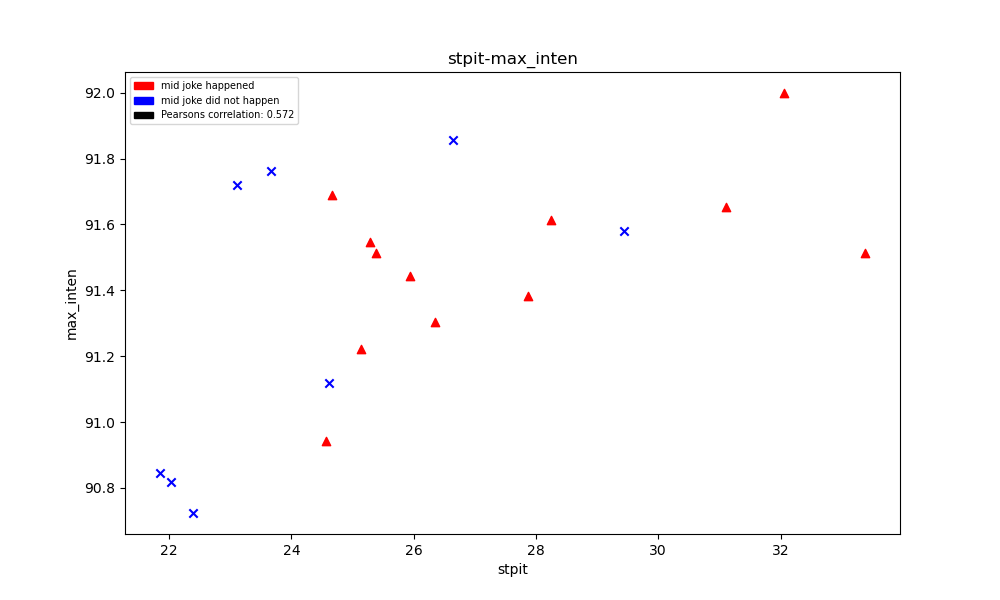 stpit-max_inten
mid joke happened
mid joke did not happen
Pearsons correlation: 0.572
92.0
91.8
91.6
91.4
91.2
91.0
90.8
max_inten
22 24 26 28 30 32
stpit